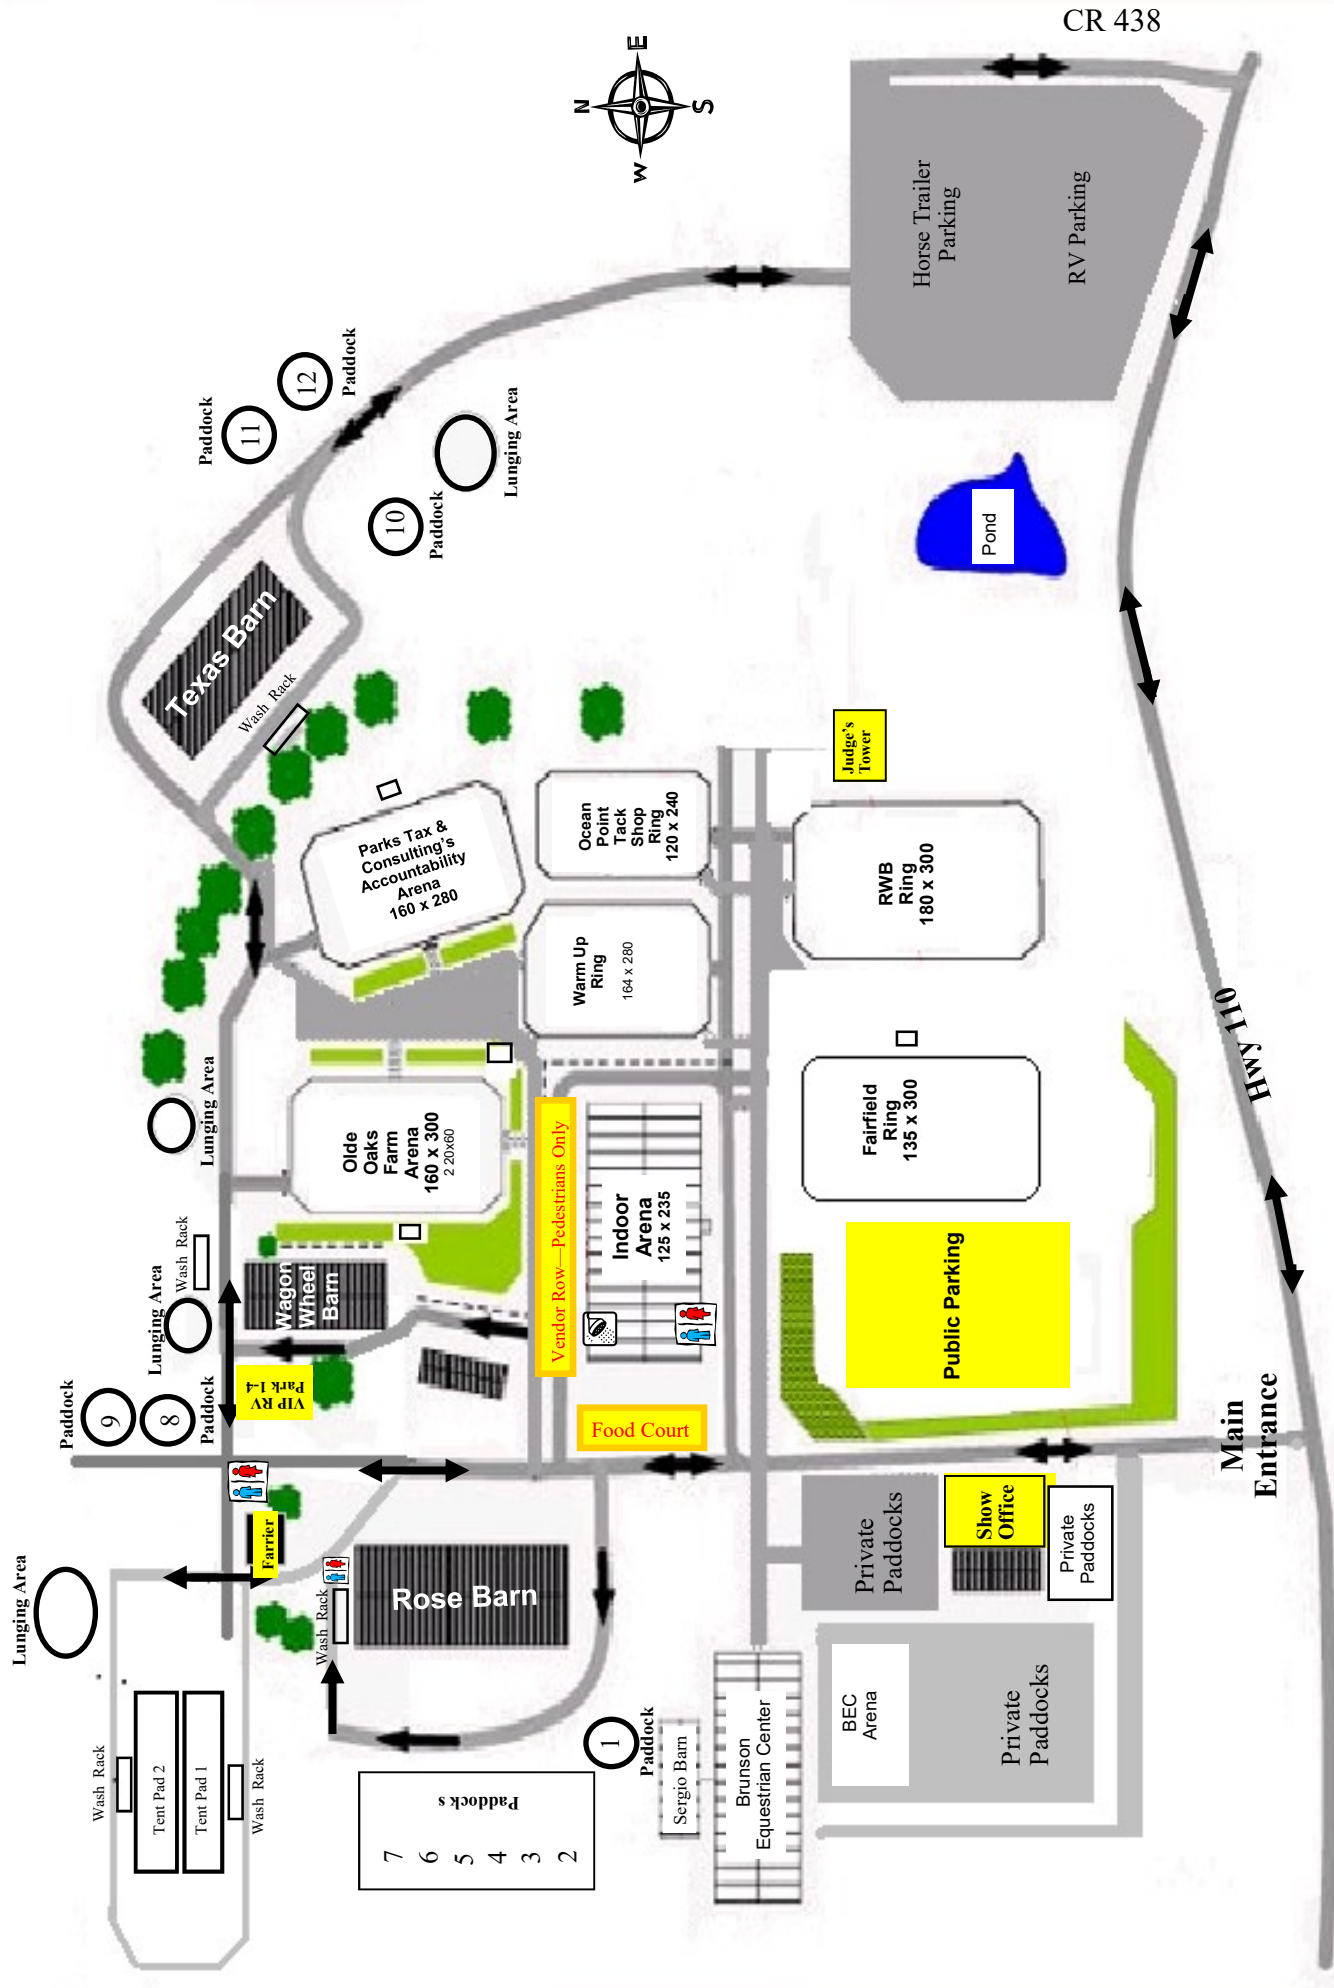 CR 438
N
E
S
W
Horse Trailer
Parking
RV Parking
Paddock
11
12
Paddock
10
Paddock
Lunging Area
Pond
Texas Barn
Wash Rack
Judge's
Tower
Parks Tax &
Consulting's
Accountability
Arena
160 x 280
Ocean
Point
Tack
Shop
Ring
120 x 240
RWB
Ring
180 x 300
Warm Up
Ring
164 x 280
Hwy 110
Lunging Area
Olde
Oaks
Farm
Arena
160 x 300
2 20x60
Vendor Row—Pedestrians Only
Indoor
Arena
125 x 235
Fairfield
Ring
135 x 300
Wash Rack
Lunging Area
Wagon
Wheel
Barn
Public Parking
VIP RV
Park 1-4
Paddock
9
8
Paddock
Food Court
Main
Entrance
Farrier
Lunging Area
Wash Rack
Rose Barn
Private
Paddocks
Show
Office
Private
Paddocks
Wash Rack
Tent Pad 2
Tent Pad 1
Wash Rack
Paddock s
7
6
5
4
3
2
1
Paddock
Sergio Barn
Brunson
Equestrian Center
BEC
Arena
Private
Paddocks